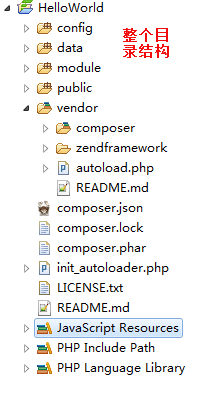 HelloWorld
config
整个目
录结构
data
module
public
vendor
composer
zendframework
autoload.php
README.md
composer.json
composer.lock
composer.phar
init_autoloader.php
LICENSE.txt
README.md
JavaScript Resources
PHP Include Path
PHP Language Library